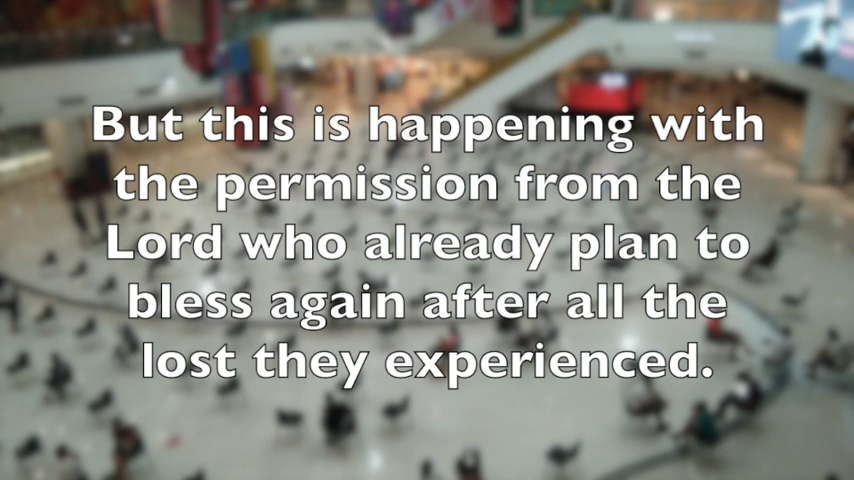 But this is happening with
the permission from the
Lord who already plan to
bless again after all the
lost they experienced.